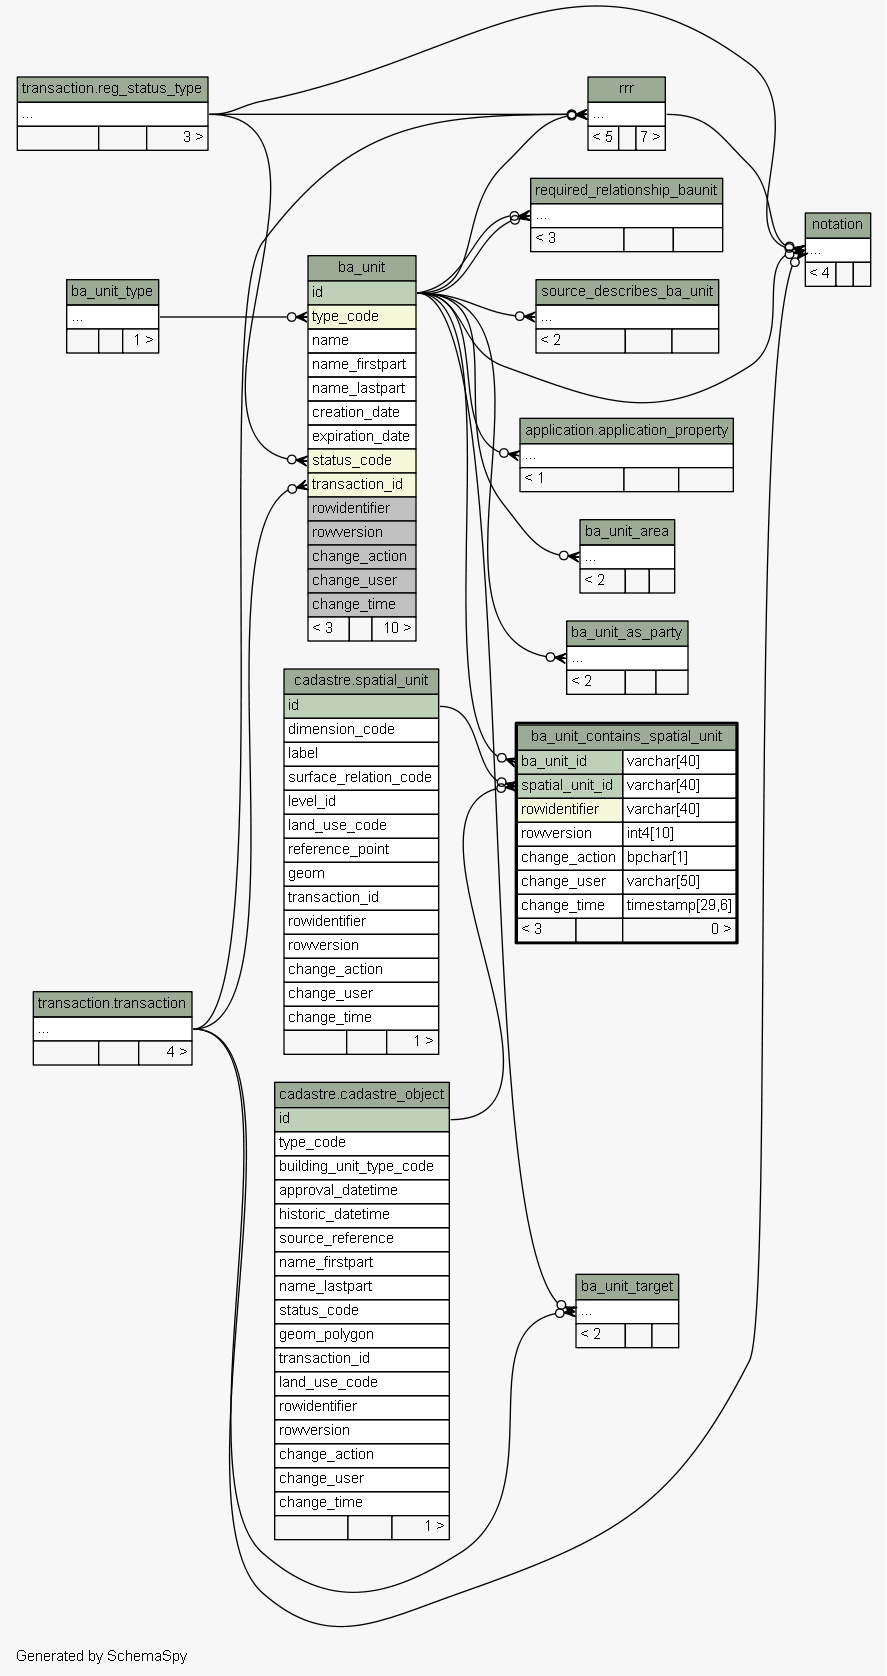 transaction.reg_status_type
...
3 >
rrr
...
< 5 7 >
required_relationship_baunit
...
< 3
notation
...
< 4
ba_unit_type
...
1 >
ba_unit
id
type_code
name
name_firstpart
name_lastpart
creation_date
expiration_date
status_code
transaction_id
rowidentifier
rowversion
change_action
change_user
change_time
< 3 10 >
source_describes_ba_unit
...
< 2
application.application_property
...
< 1
ba_unit_area
...
< 2
ba_unit_as_party
...
< 2
cadastre.spatial_unit
id
dimension_code
label
surface_relation_code
level_id
land_use_code
reference_point
geom
transaction_id
rowidentifier
rowversion
change_action
change_user
change_time
1 >
ba_unit_contains_spatial_unit
ba_unit_id varchar[40]
spatial_unit_id varchar[40]
rowidentifier varchar[40]
rowversion int4[10]
change_action bpchar[1]
change_user varchar[50]
change_time timestamp[29,6]
< 3 0 >
transaction.transaction
...
4 >
cadastre.cadastre_object
id
type_code
building_unit_type_code
approval_datetime
historic_datetime
source_reference
name_firstpart
name_lastpart
status_code
geom_polygon
transaction_id
land_use_code
rowidentifier
rowversion
change_action
change_user
change_time
1 >
ba_unit_target
...
< 2
Generated by SchemaSpy